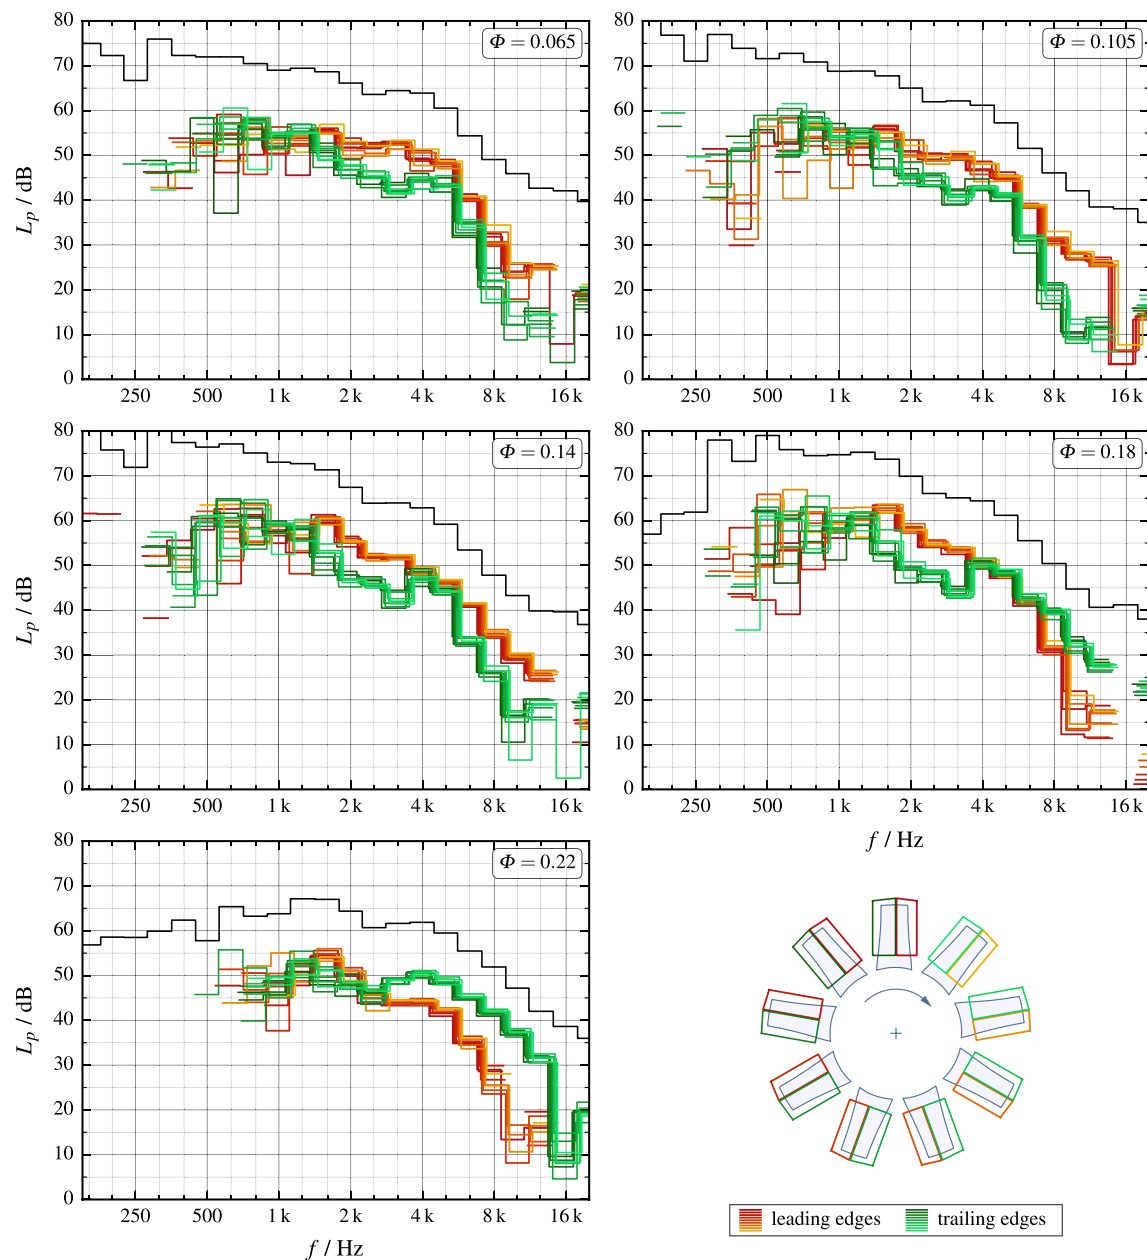 80
70
60
50
40
30
20
10
0
L_p / dB
Φ = 0.065
250 500 1 k 2 k 4 k 8 k 16 k
80
70
60
50
40
30
20
10
0
Φ = 0.105
250 500 1 k 2 k 4 k 8 k 16 k
80
70
60
50
40
30
20
10
0
L_p / dB
Φ = 0.14
250 500 1 k 2 k 4 k 8 k 16 k
80
70
60
50
40
30
20
10
0
Φ = 0.18
250 500 1 k 2 k 4 k 8 k 16 k
f / Hz
80
70
60
50
40
30
20
10
0
L_p / dB
Φ = 0.22
250 500 1 k 2 k 4 k 8 k 16 k
f / Hz
leading edges trailing edges